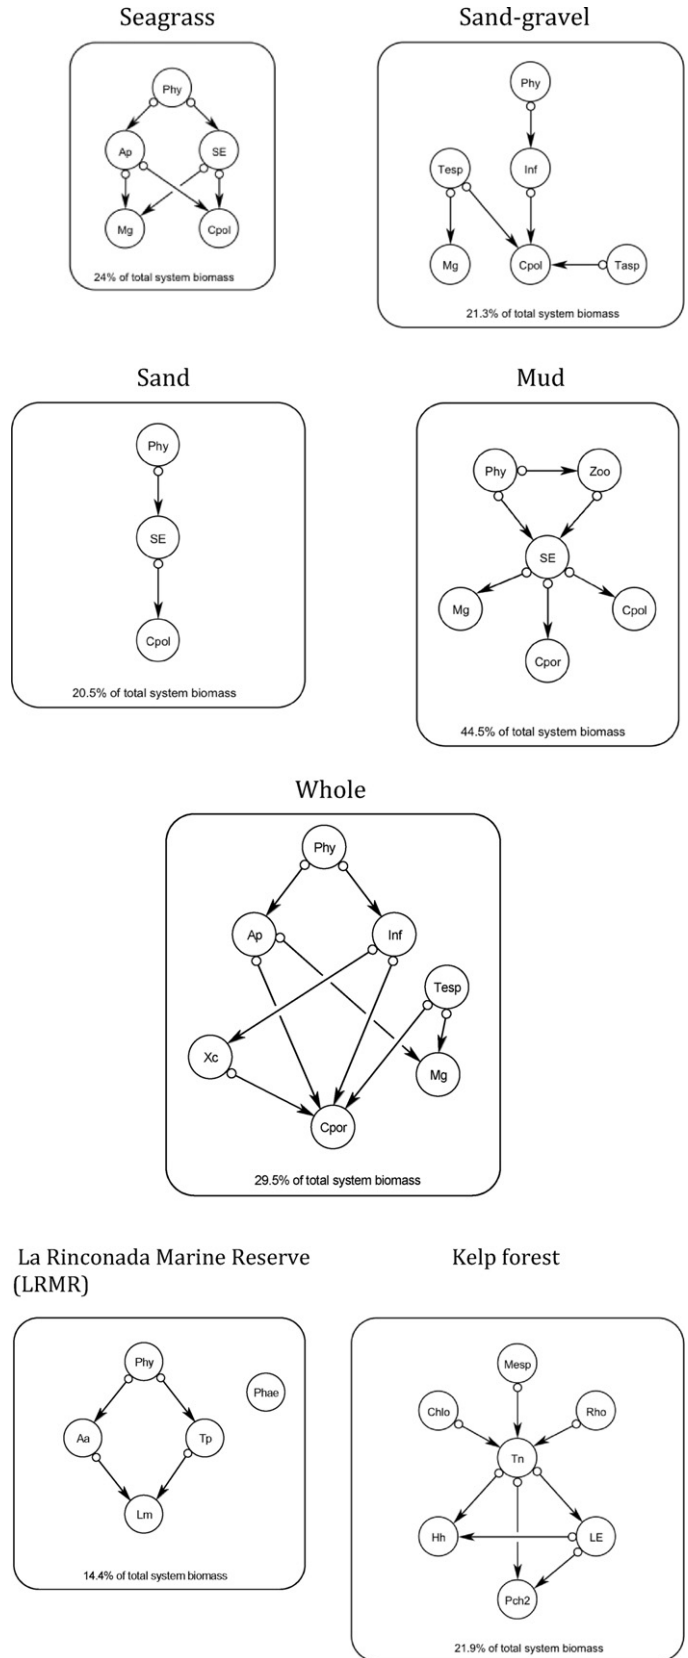 Seagrass
Phy
Ap
SE
Mg
Cpol
24% of total system biomass
Sand-gravel
Phy
Tesp
Inf
Mg
Cpol
Tasp
21.3% of total system biomass
Sand
Phy
SE
Cpol
20.5% of total system biomass
Mud
Phy
Zoo
SE
Mg
Cpol
Cpor
44.5% of total system biomass
Whole
Phy
Ap
Inf
Tesp
Xc
Mg
Cpor
29.5% of total system biomass
La Rinconada Marine Reserve
(LRMR)
Phy
Phae
Aa
Tp
Lm
14.4% of total system biomass
Kelp forest
Mesp
Chlo
Rho
Tn
Hh
LE
Pch2
21.9% of total system biomass